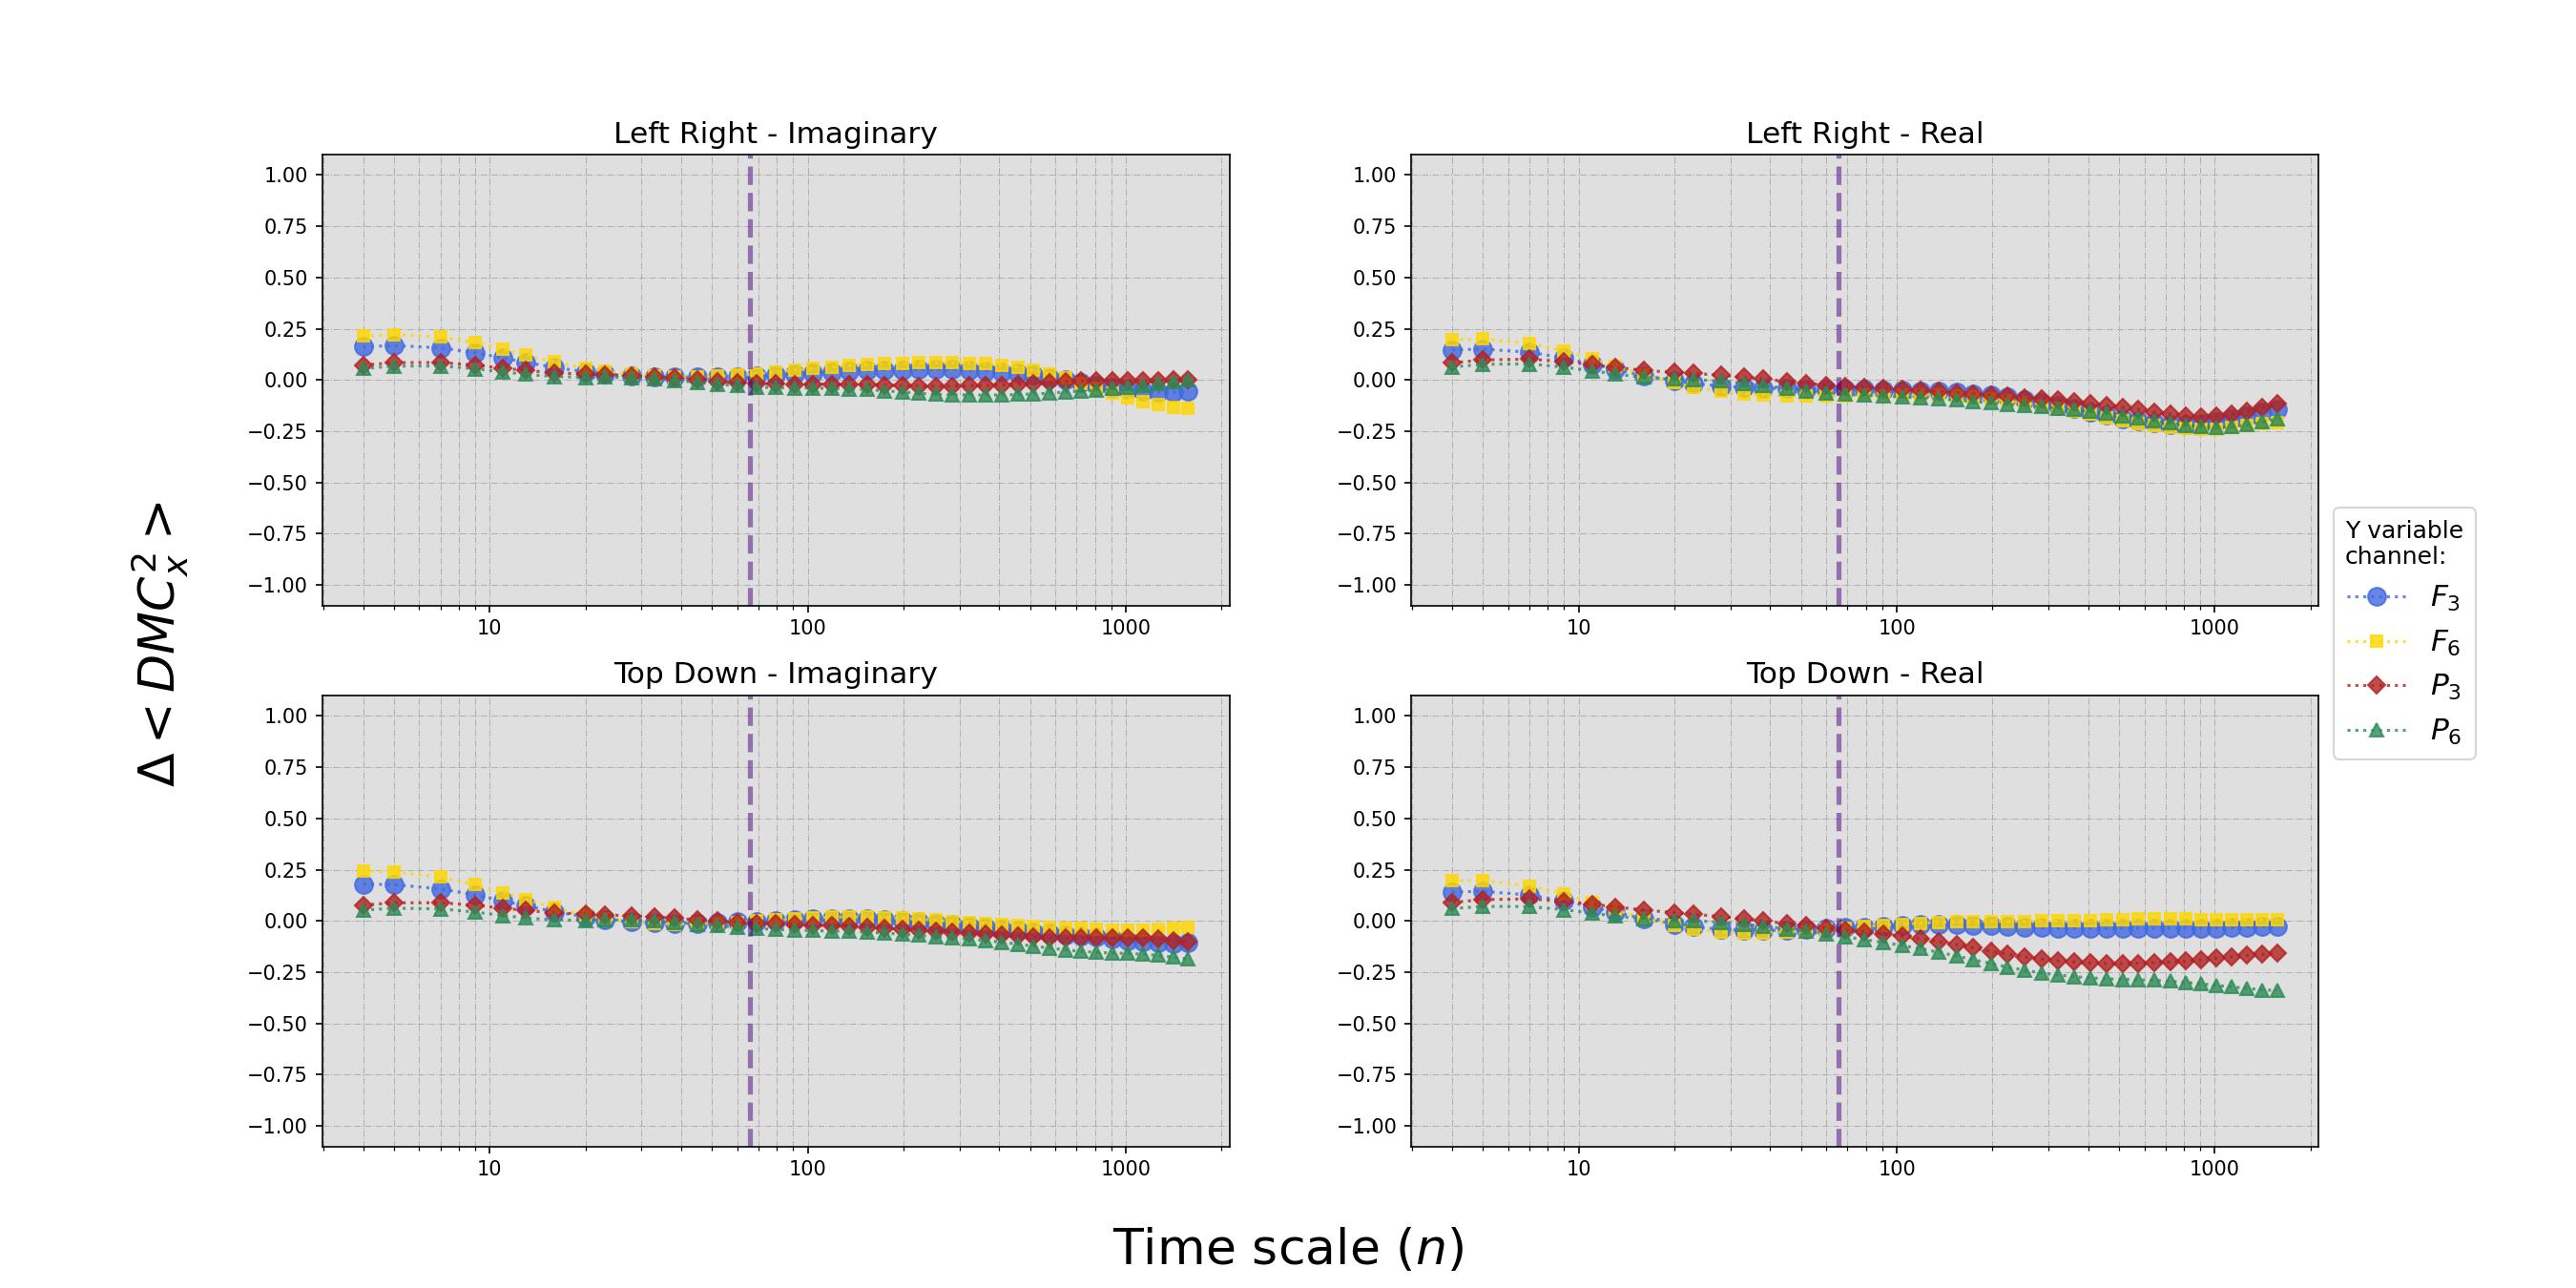 Left Right - Imaginary
1.00
0.75
0.50
0.25
0.00
−0.25
−0.50
−0.75
−1.00
10 100 1000
Left Right - Real
1.00
0.75
0.50
0.25
0.00
−0.25
−0.50
−0.75
−1.00
10 100 1000
Top Down - Imaginary
1.00
0.75
0.50
0.25
0.00
−0.25
−0.50
−0.75
−1.00
10 100 1000
Top Down - Real
1.00
0.75
0.50
0.25
0.00
−0.25
−0.50
−0.75
−1.00
10 100 1000
Δ < DMC²ₓ >
Time scale (n)
Y variable
channel:
F₃
F₆
P₃
P₆